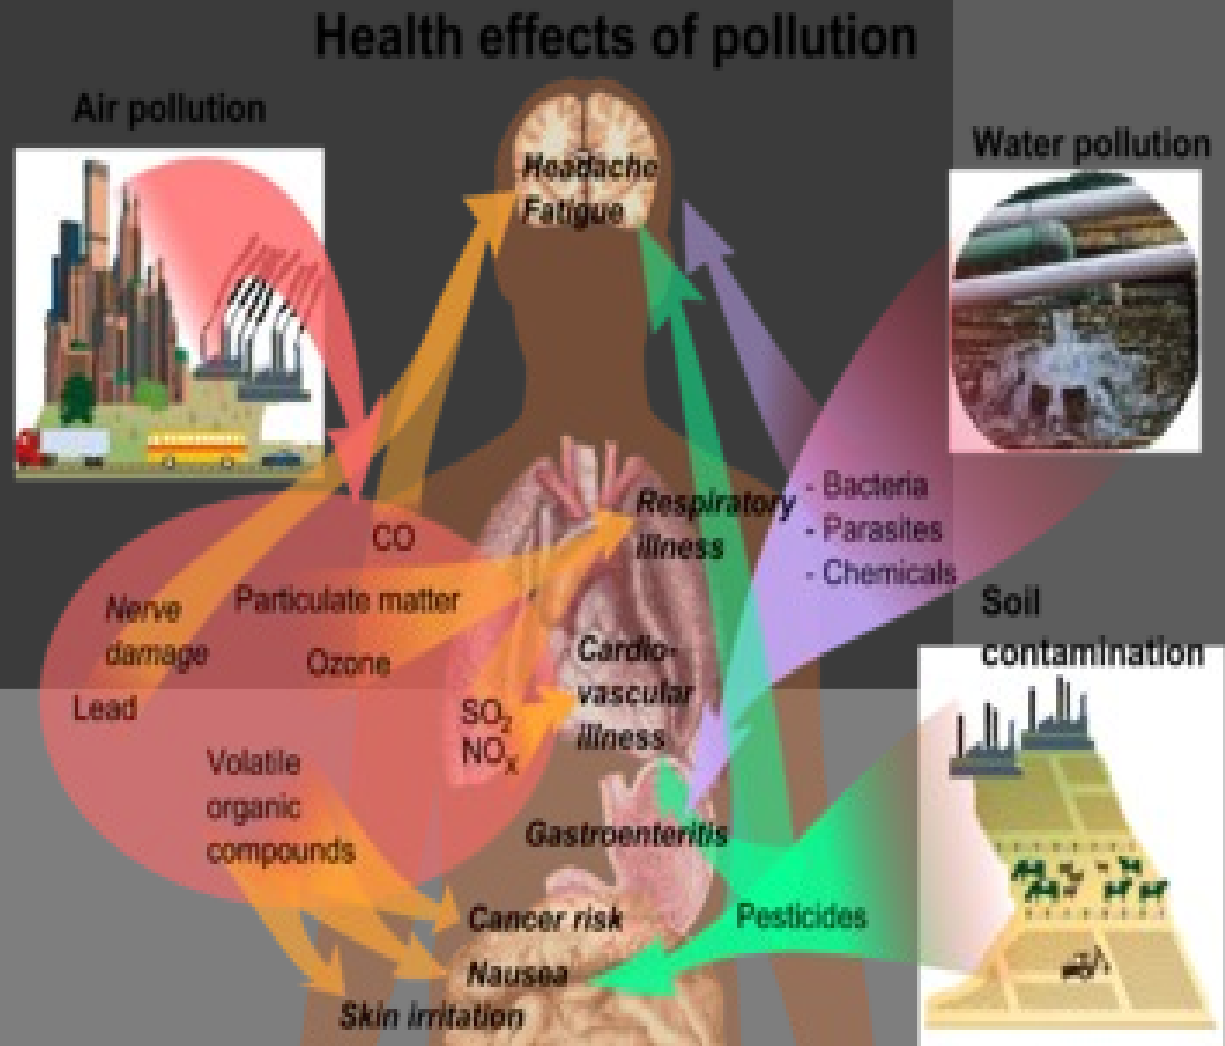 Health effects of pollution
Air pollution
Water pollution
Headache
Fatigue
- Bacteria
- Parasites
- Chemicals
Respiratory
illness
CO
Particulate matter
Nerve
damage
Ozone
Lead
Soil
contamination
Cardio-
vascular
illness
SO2
NOx
Volatile
organic
compounds
Gastroenteritis
Pesticides
Cancer risk
Nausea
Skin irritation